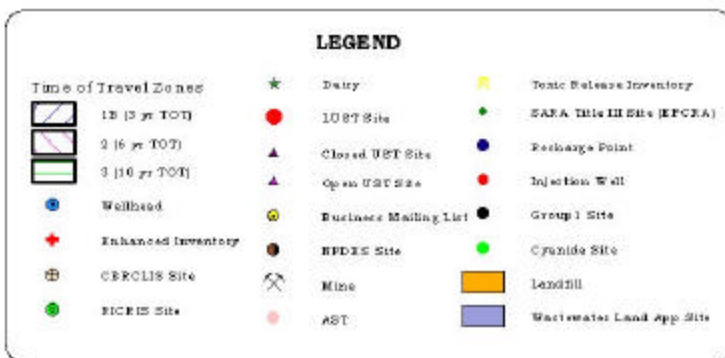 LEGEND
Time of Travel Zones
1B (3 yr TOT)
2 (6 yr TOT)
3 (10 yr TOT)
Wellhead
Enhanced Inventory
CERCLIS Site
RICRIS Site
Dairy
LUST Site
Closed UST Site
Open UST Site
Business Mailing List
NPDES Site
Mine
AST
Toxic Release Inventory
SARA Title III Site (EPCRA)
Recharge Point
Injection Well
Group 1 Site
Cyanide Site
Landfill
Wastewater Land App Site